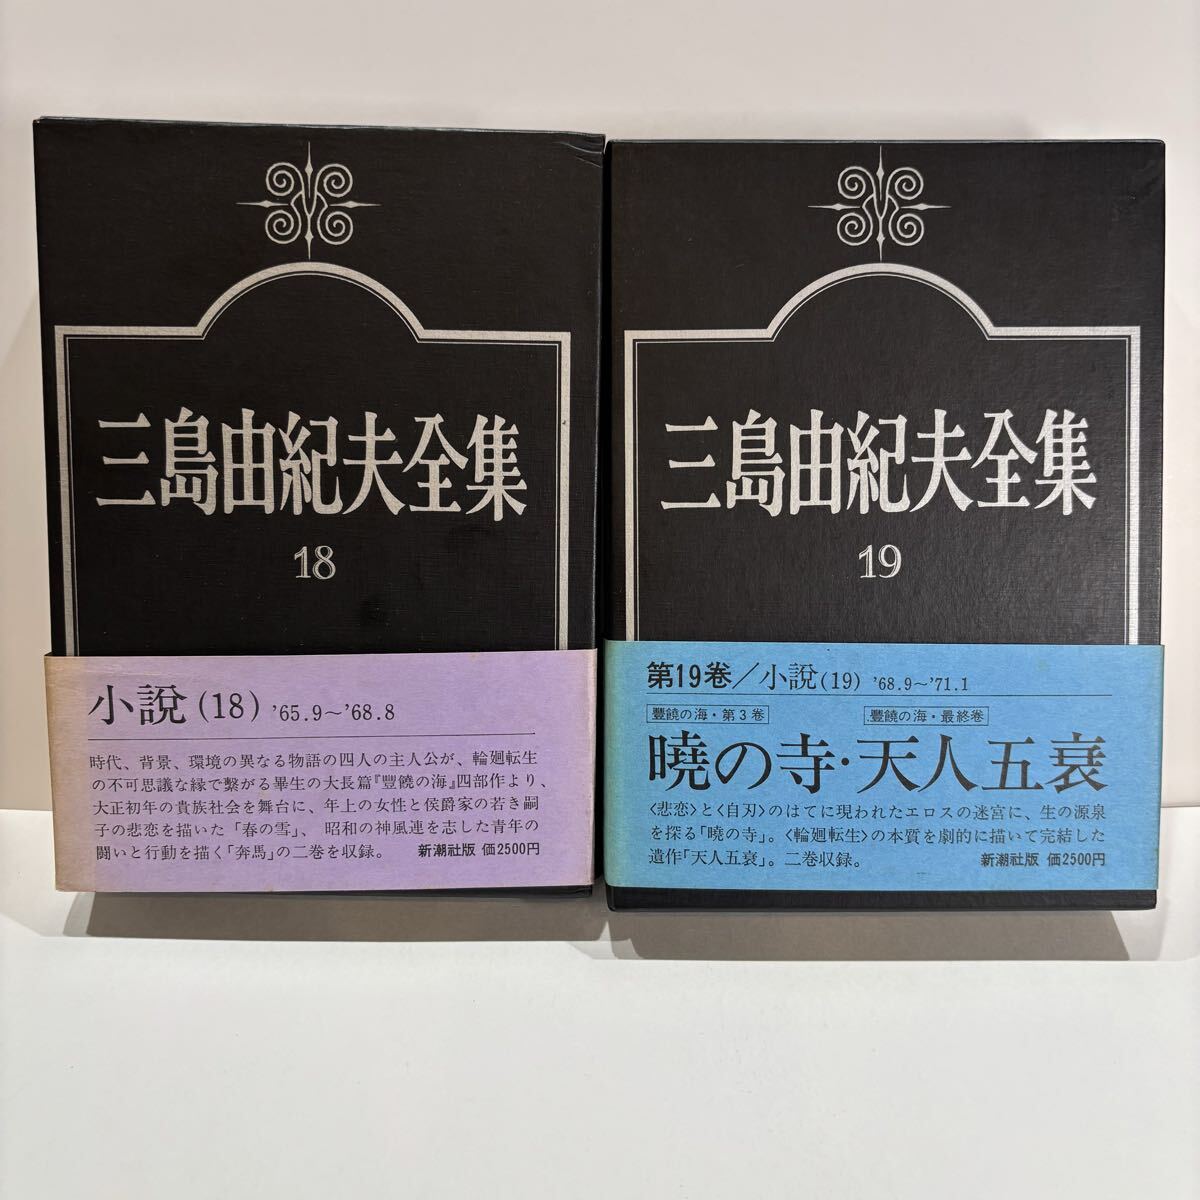 三島由紀夫全集
18
小説(18) '65.9〜'68.8
時代、背景、環境の異なる物語の四人の主人公が、輪廻転生
の不可思議な縁で繫がる畢生の大長篇『豐饒の海』四部作より、
大正初年の貴族社会を舞台に、年上の女性と侯爵家の若き嗣
子の悲恋を描いた「春の雪」、昭和の神風連を志した青年の
闘いと行動を描く「奔馬」の二巻を収録。 新潮社版 価2500円
三島由紀夫全集
19
第19巻／小説(19) '68.9〜'71.1
豐饒の海・第3巻 豐饒の海・最終巻
曉の寺・天人五衰
〈悲恋〉と〈自刃〉のはてに現われたエロスの迷宮に、生の源泉
を探る「曉の寺」。〈輪廻転生〉の本質を劇的に描いて完結した
遺作「天人五衰」。二巻収録。 新潮社版 価2500円